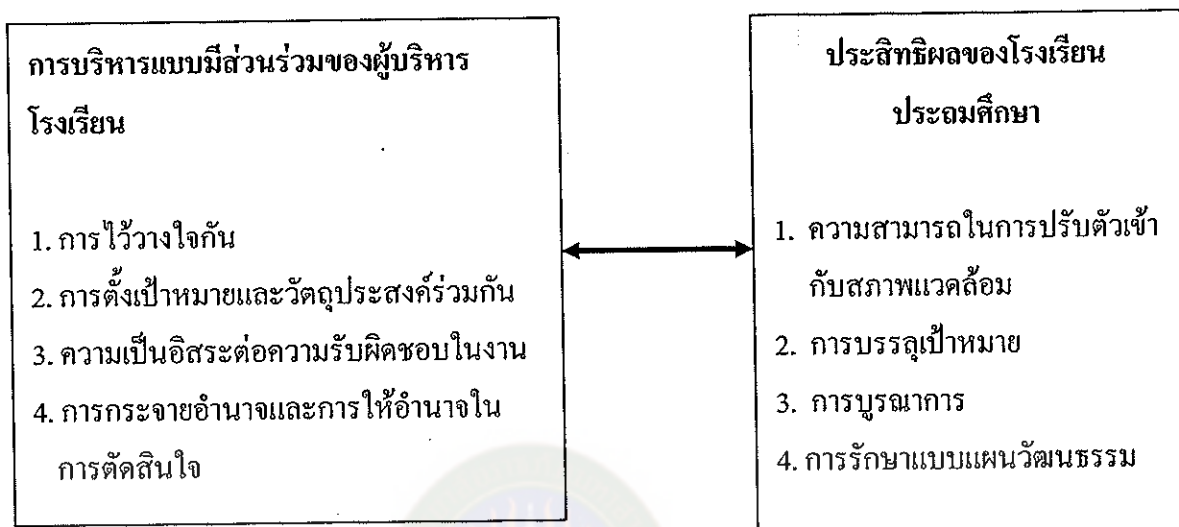 การบริหารแบบมีส่วนร่วมของผู้บริหาร
โรงเรียน
1. การไว้วางใจกัน
2. การตั้งเป้าหมายและวัตถุประสงค์ร่วมกัน
3. ความเป็นอิสระต่อความรับผิดชอบในงาน
4. การกระจายอำนาจและการให้อำนาจใน
การตัดสินใจ
ประสิทธิผลของโรงเรียน
ประถมศึกษา
1. ความสามารถในการปรับตัวเข้า
กับสภาพแวดล้อม
2. การบรรลุเป้าหมาย
3. การบูรณาการ
4. การรักษาแบบแผนวัฒนธรรม